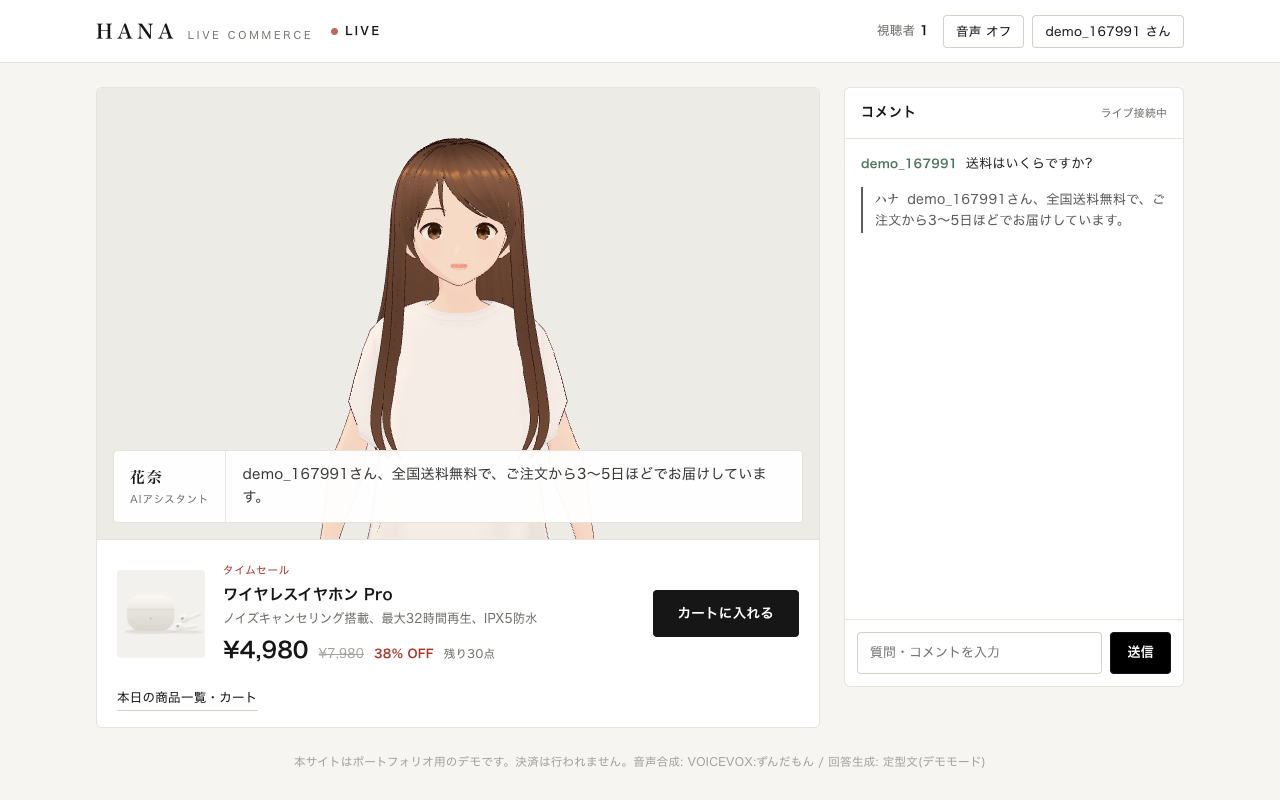 HANA LIVE COMMERCE LIVE
視聴者 1 音声 オフ demo_167991 さん
コメント ライブ接続中
demo_167991 送料はいくらですか?
ハナ demo_167991さん、全国送料無料で、ご
注文から3〜5日ほどでお届けしています。
花奈
AIアシスタント
demo_167991さん、全国送料無料で、ご注文から3〜5日ほどでお届けしていま
す。
タイムセール
ワイヤレスイヤホン Pro
ノイズキャンセリング搭載、最大32時間再生、IPX5防水
¥4,980 ¥7,980 38% OFF 残り30点
カートに入れる
本日の商品一覧・カート
質問・コメントを入力 送信
本サイトはポートフォリオ用のデモです。決済は行われません。音声合成: VOICEVOX:ずんだもん / 回答生成: 定型文(デモモード)